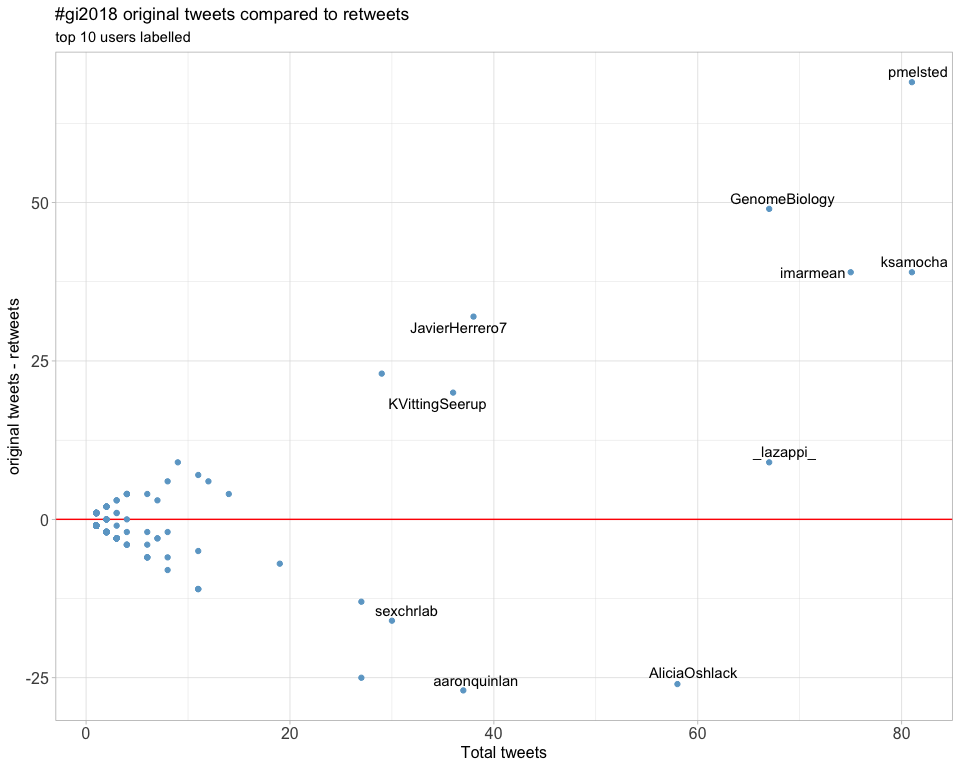 #gi2018 original tweets compared to retweets
top 10 users labelled
pmelsted
50
GenomeBiology
ksamocha
imarmean
JavierHerrero7
25
KVittingSeerup
_lazappi_
0
sexchrlab
AliciaOshlack
-25
aaronquinlan
0 20 40 60 80
Total tweets
original tweets - retweets